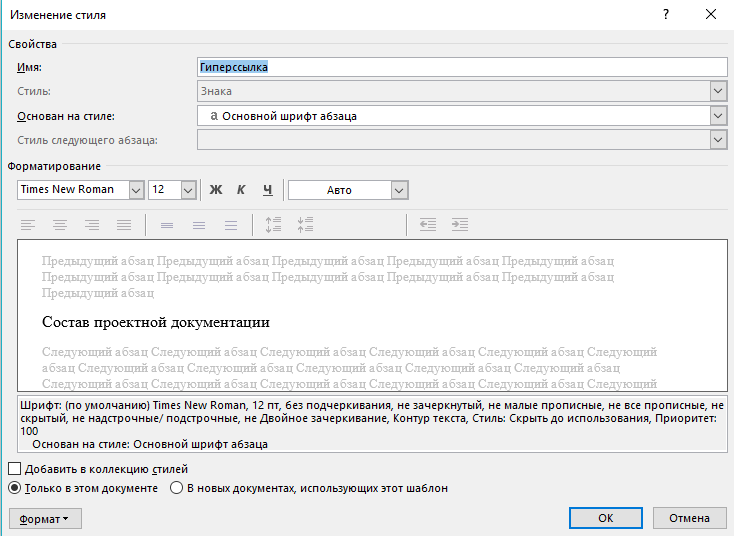 Изменение стиля
?
Свойства
Имя: Гиперссылка
Стиль: Знака
Основан на стиле: a Основной шрифт абзаца
Стиль следующего абзаца:
Форматирование
Times New Roman 12 Ж К Ч Авто
Предыдущий абзац Предыдущий абзац Предыдущий абзац Предыдущий абзац Предыдущий абзац
Предыдущий абзац Предыдущий абзац Предыдущий абзац Предыдущий абзац Предыдущий абзац
Предыдущий абзац
Состав проектной документации
Следующий абзац Следующий абзац Следующий абзац Следующий абзац Следующий абзац Следующий
абзац Следующий абзац Следующий абзац Следующий абзац Следующий абзац Следующий абзац
Следующий абзац Следующий абзац Следующий абзац Следующий абзац Следующий абзац Следующий
Шрифт: (по умолчанию) Times New Roman, 12 пт, без подчеркивания, не зачеркнутый, не малые прописные, не все прописные, не
скрытый, не надстрочные/ подстрочные, не Двойное зачеркивание, Контур текста, Стиль: Скрыть до использования, Приоритет:
100
Основан на стиле: Основной шрифт абзаца
Добавить в коллекцию стилей
Только в этом документе В новых документах, использующих этот шаблон
Формат ОК Отмена